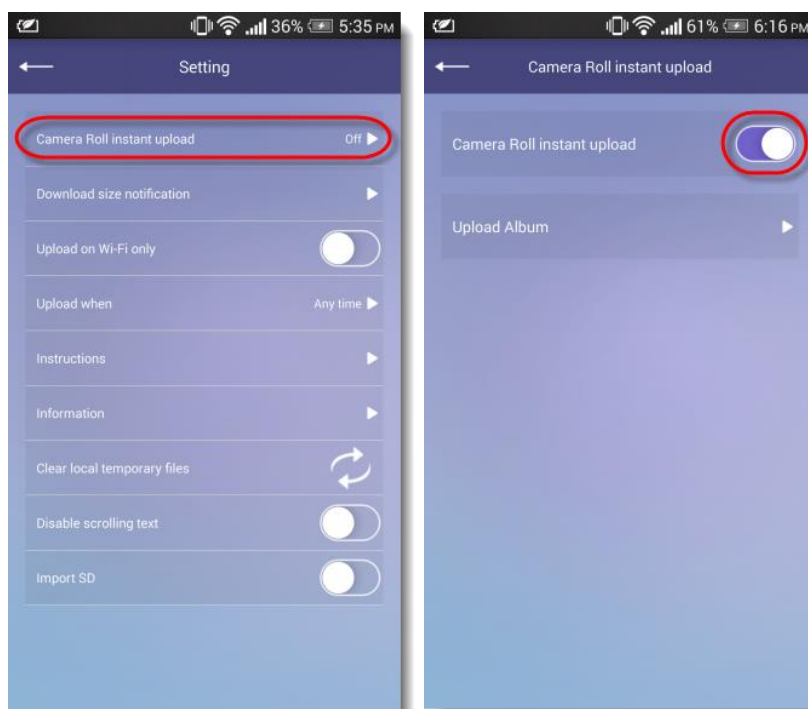 36% 5:35 PM
Setting
Camera Roll instant upload Off
Download size notification
Upload on Wi-Fi only
Upload when Any time
Instructions
Information
Clear local temporary files
Disable scrolling text
Import SD
61% 6:16 PM
Camera Roll instant upload
Camera Roll instant upload
Upload Album